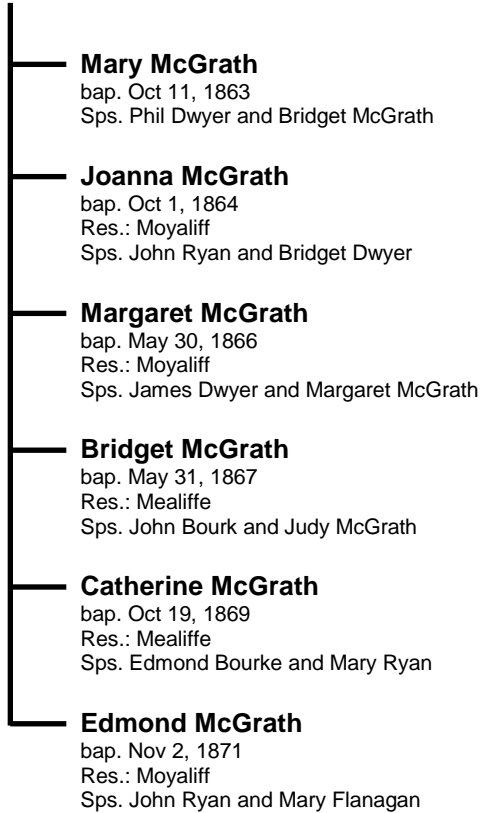 Mary McGrath
bap. Oct 11, 1863
Sps. Phil Dwyer and Bridget McGrath
Joanna McGrath
bap. Oct 1, 1864
Res.: Moyaliff
Sps. John Ryan and Bridget Dwyer
Margaret McGrath
bap. May 30, 1866
Res.: Moyaliff
Sps. James Dwyer and Margaret McGrath
Bridget McGrath
bap. May 31, 1867
Res.: Mealiffe
Sps. John Bourk and Judy McGrath
Catherine McGrath
bap. Oct 19, 1869
Res.: Mealiffe
Sps. Edmond Bourke and Mary Ryan
Edmond McGrath
bap. Nov 2, 1871
Res.: Moyaliff
Sps. John Ryan and Mary Flanagan